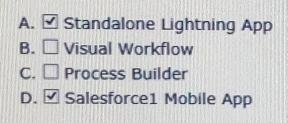 A. ☑ Standalone Lightning App
B. ☐ Visual Workflow
C. ☐ Process Builder
D. ☑ Salesforce1 Mobile App